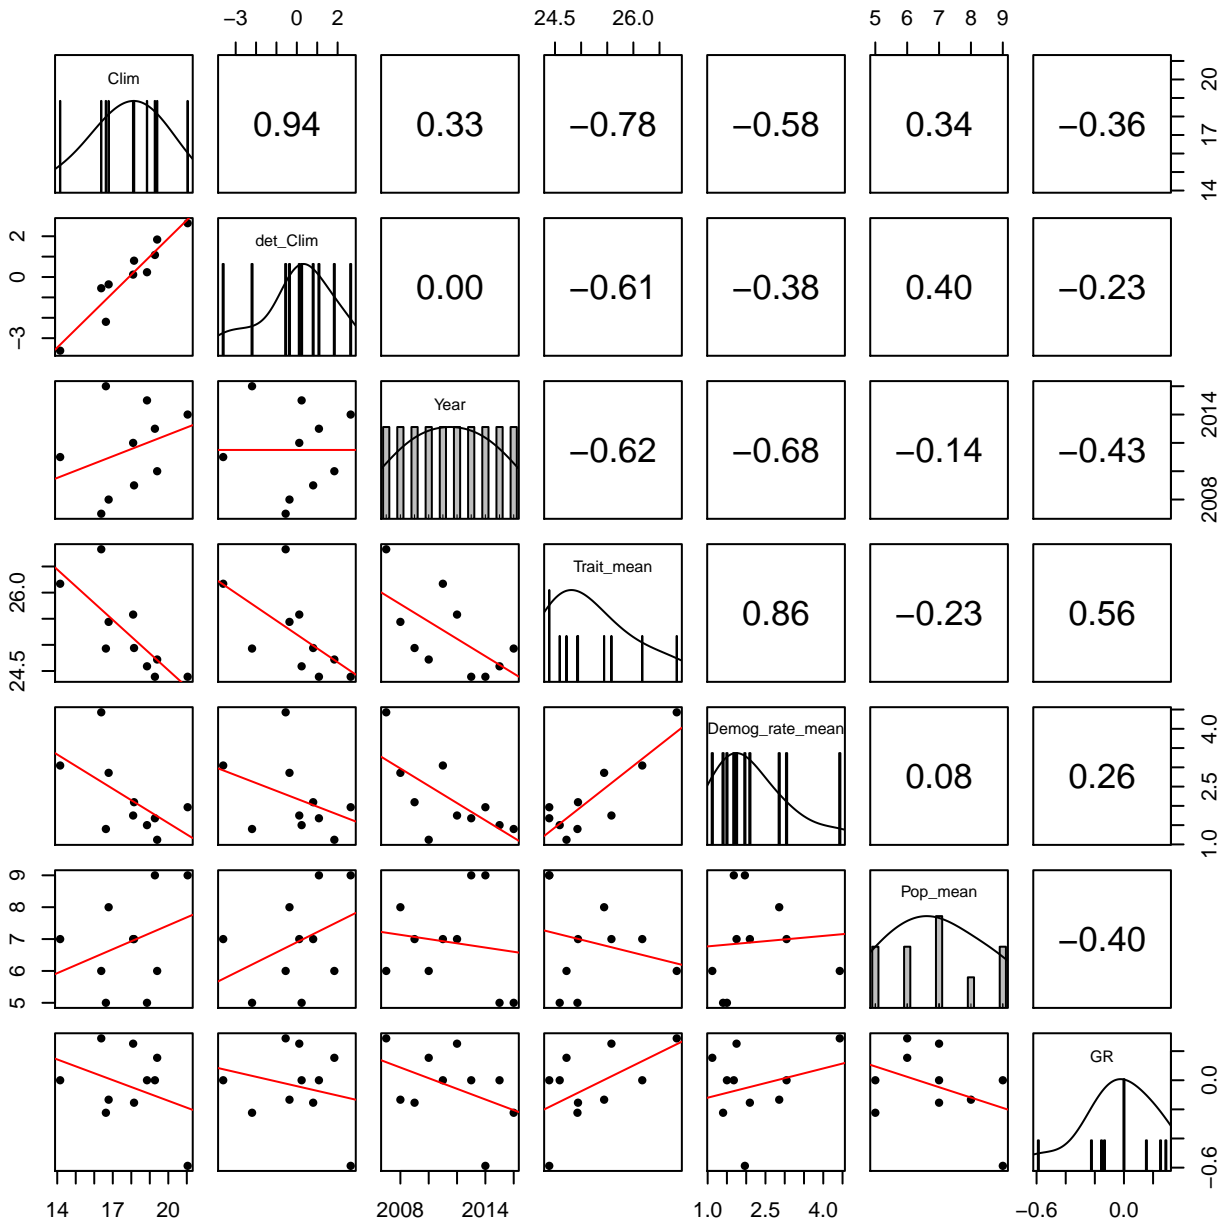 −3 0 2 24.5 26.0 5 6 7 8 9
Clim
0.94 0.33 −0.78 −0.58 0.34 −0.36
14 17 20
det_Clim
−3 0 2
0.00 −0.61 −0.38 0.40 −0.23
Year
−0.62 −0.68 −0.14 −0.43
2008 2014
Trait_mean
24.5 26.0
0.86 −0.23 0.56
Demog_rate_mean
0.08 0.26
1.0 2.5 4.0
Pop_mean
5 6 7 8 9
−0.40
GR
−0.6 0.0
14 17 20 2008 2014 1.0 2.5 4.0 −0.6 0.0